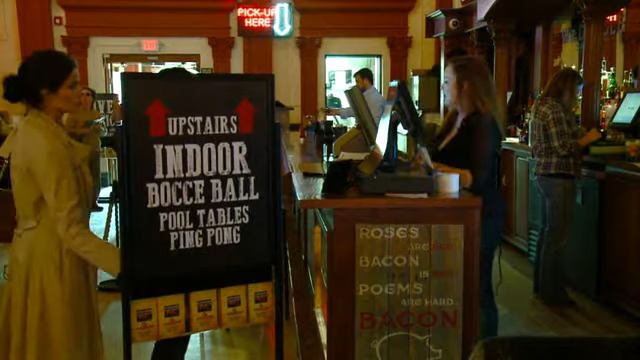 PICK-UP
HERE
UPSTAIRS
INDOOR
BOCCE BALL
POOL TABLES
PING PONG
ROSES
ARE RED
BACON
IS RED
POEMS
ARE HARD...
BACON